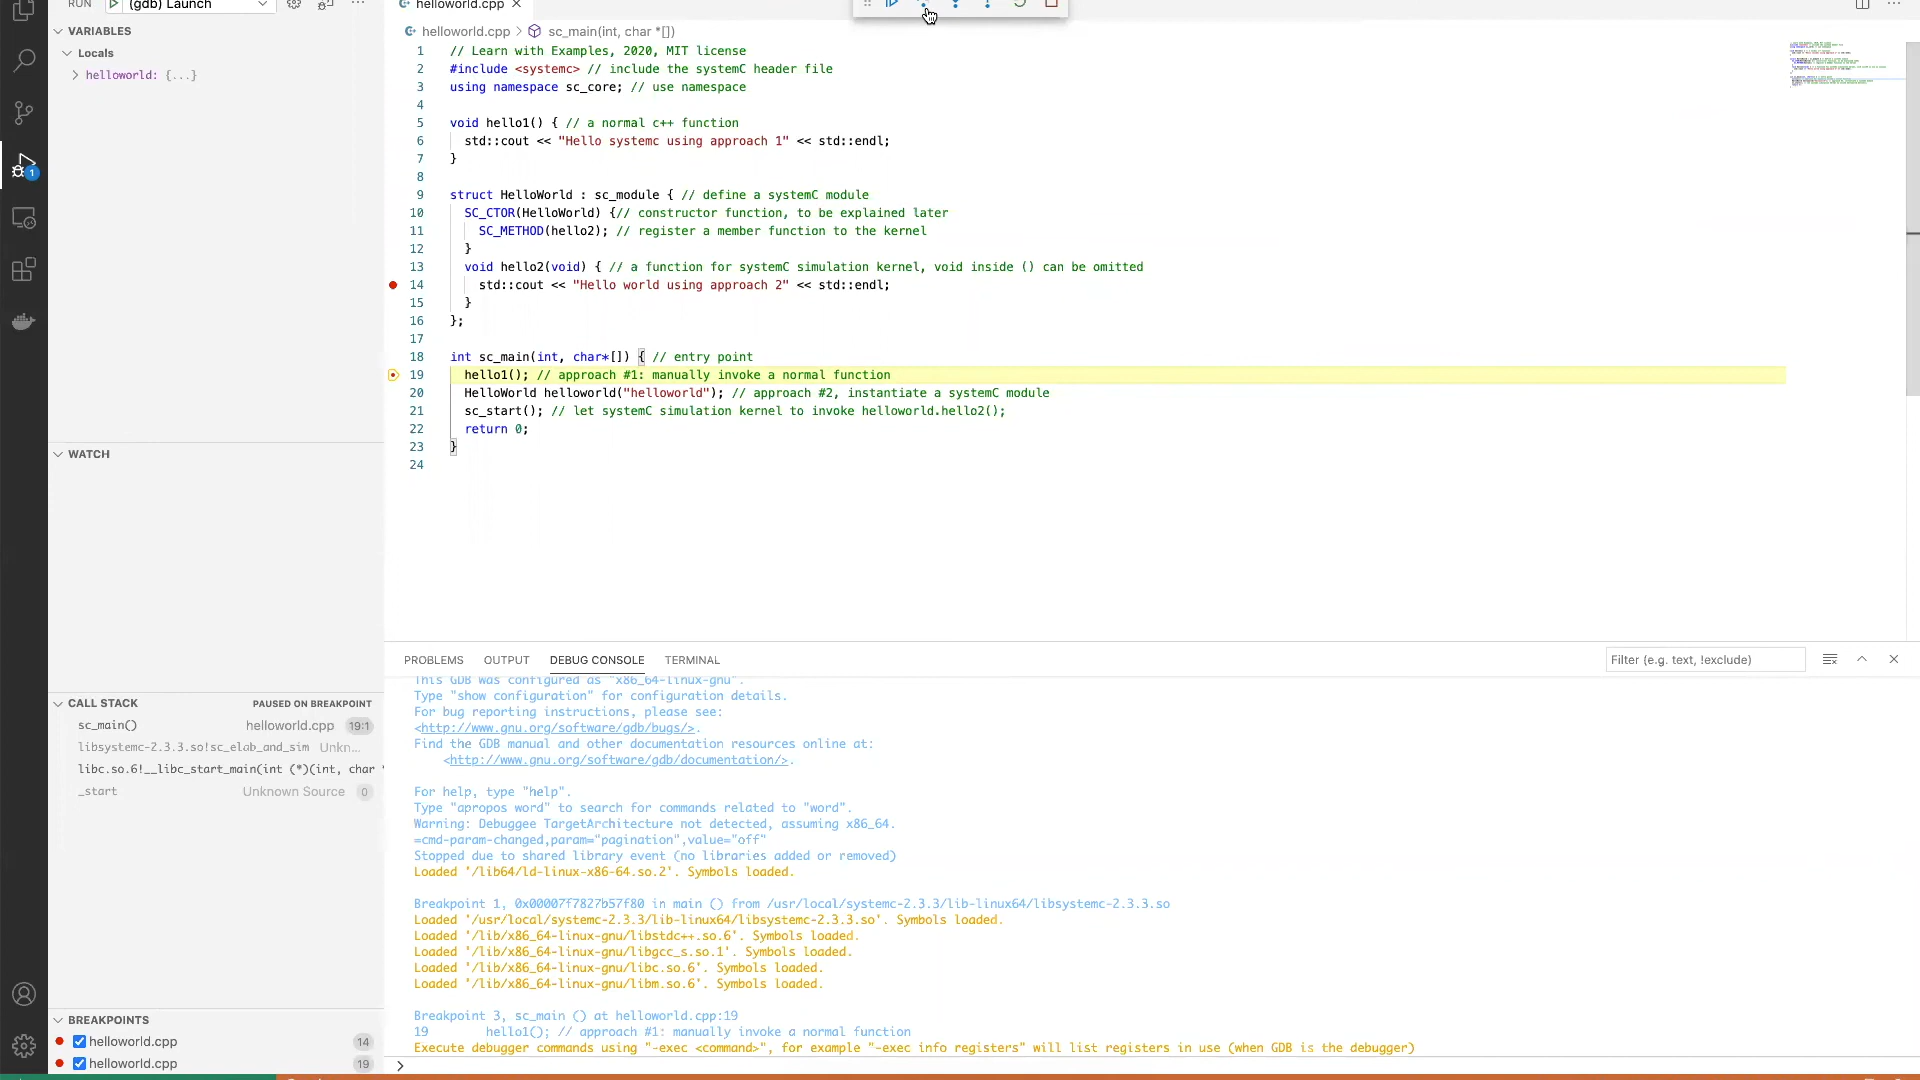 RUN (gdb) Launch
VARIABLES
Locals
helloworld: {...}
WATCH
CALL STACK PAUSED ON BREAKPOINT
sc_main() helloworld.cpp 19:1
libsystemc-2.3.3.so!sc_elab_and_sim Unkn...
libc.so.6!__libc_start_main(int (*)(int, char *
_start Unknown Source 0
BREAKPOINTS
helloworld.cpp 14
helloworld.cpp 19
1
helloworld.cpp
helloworld.cpp > sc_main(int, char *[])
1 // Learn with Examples, 2020, MIT license
2 #include <systemc> // include the systemC header file
3 using namespace sc_core; // use namespace
4
5 void hello1() { // a normal c++ function
6 std::cout << "Hello systemc using approach 1" << std::endl;
7 }
8
9 struct HelloWorld : sc_module { // define a systemC module
10 SC_CTOR(HelloWorld) {// constructor function, to be explained later
11 SC_METHOD(hello2); // register a member function to the kernel
12 }
13 void hello2(void) { // a function for systemC simulation kernel, void inside () can be omitted
14 std::cout << "Hello world using approach 2" << std::endl;
15 }
16 };
17
18 int sc_main(int, char*[]) { // entry point
19 hello1(); // approach #1: manually invoke a normal function
20 HelloWorld helloworld("helloworld"); // approach #2, instantiate a systemC module
21 sc_start(); // let systemC simulation kernel to invoke helloworld.hello2();
22 return 0;
23 }
24
PROBLEMS OUTPUT DEBUG CONSOLE TERMINAL Filter (e.g. text, !exclude)
This GDB was configured as "x86_64-linux-gnu".
Type "show configuration" for configuration details.
For bug reporting instructions, please see:
<http://www.gnu.org/software/gdb/bugs/>.
Find the GDB manual and other documentation resources online at:
<http://www.gnu.org/software/gdb/documentation/>.
For help, type "help".
Type "apropos word" to search for commands related to "word".
Warning: Debuggee TargetArchitecture not detected, assuming x86_64.
=cmd-param-changed,param="pagination",value="off"
Stopped due to shared library event (no libraries added or removed)
Loaded '/lib64/ld-linux-x86-64.so.2'. Symbols loaded.
Breakpoint 1, 0x00007f7827b57f80 in main () from /usr/local/systemc-2.3.3/lib-linux64/libsystemc-2.3.3.so
Loaded '/usr/local/systemc-2.3.3/lib-linux64/libsystemc-2.3.3.so'. Symbols loaded.
Loaded '/lib/x86_64-linux-gnu/libstdc++.so.6'. Symbols loaded.
Loaded '/lib/x86_64-linux-gnu/libgcc_s.so.1'. Symbols loaded.
Loaded '/lib/x86_64-linux-gnu/libc.so.6'. Symbols loaded.
Loaded '/lib/x86_64-linux-gnu/libm.so.6'. Symbols loaded.
Breakpoint 3, sc_main () at helloworld.cpp:19
19 hello1(); // approach #1: manually invoke a normal function
Execute debugger commands using "-exec <command>", for example "-exec info registers" will list registers in use (when GDB is the debugger)